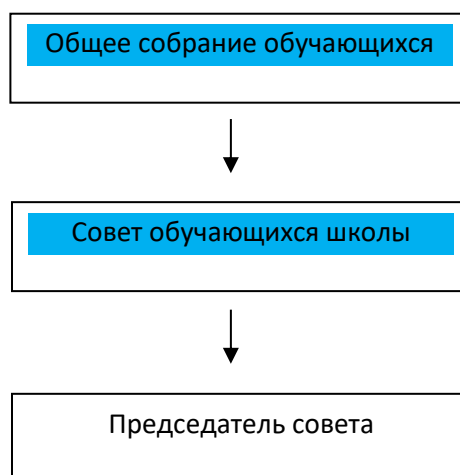 Общее собрание обучающихся
Совет обучающихся школы
Председатель совета